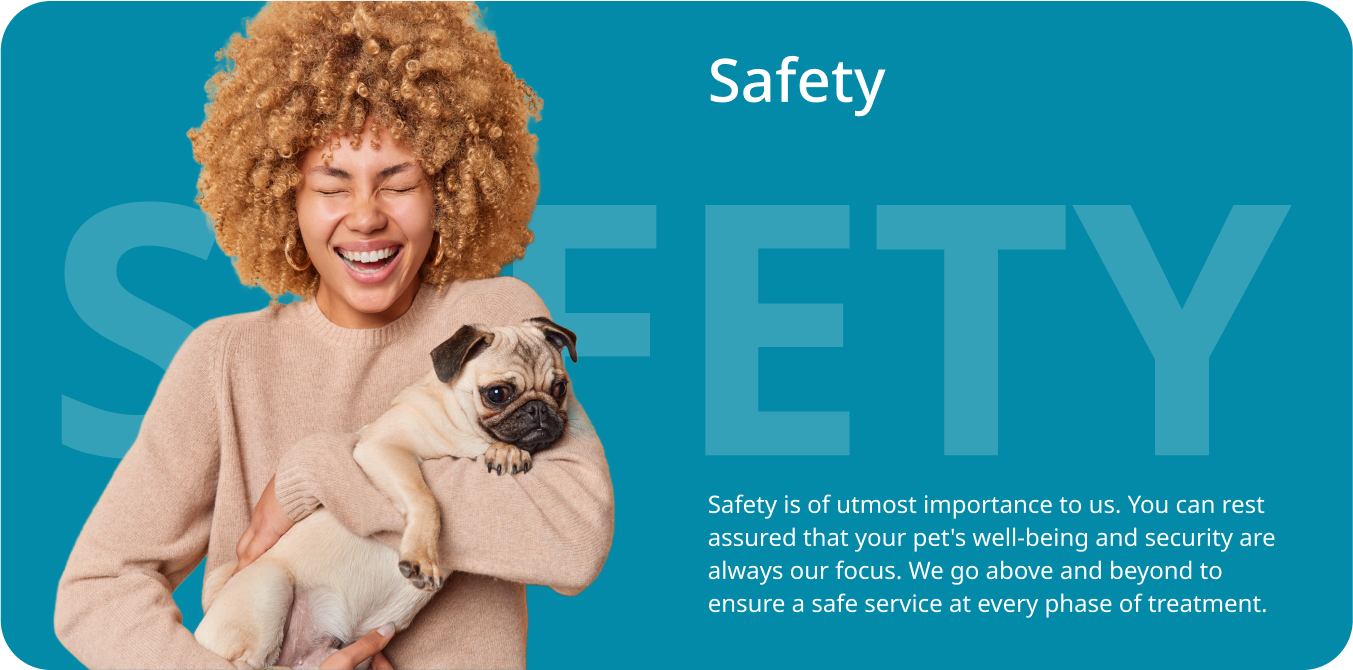 Safety
S FETY
Safety is of utmost importance to us. You can rest
assured that your pet's well-being and security are
always our focus. We go above and beyond to
ensure a safe service at every phase of treatment.